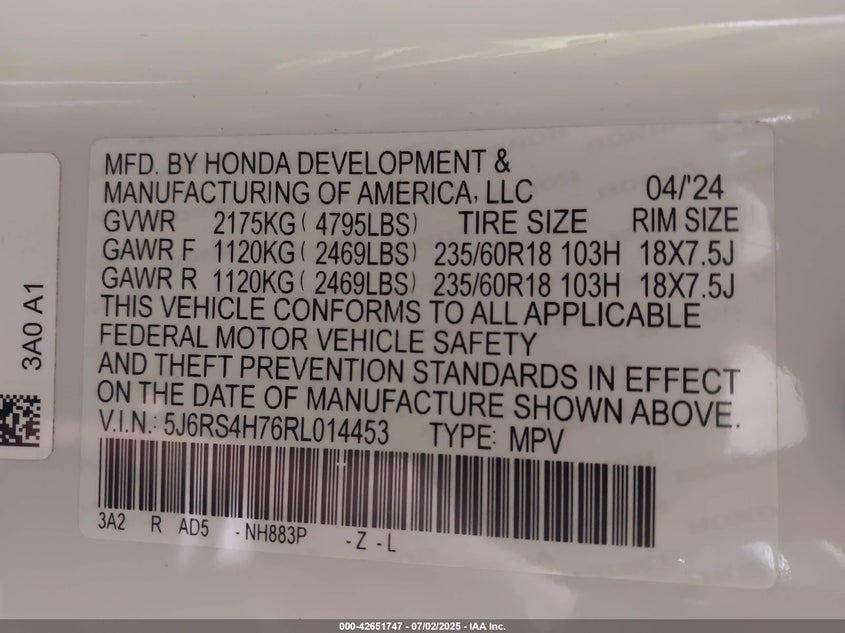 MFD. BY HONDA DEVELOPMENT &
MANUFACTURING OF AMERICA, LLC 04/'24
GVWR 2175KG ( 4795LBS) TIRE SIZE RIM SIZE
GAWR F 1120KG ( 2469LBS) 235/60R18 103H 18X7.5J
GAWR R 1120KG ( 2469LBS) 235/60R18 103H 18X7.5J
THIS VEHICLE CONFORMS TO ALL APPLICABLE
FEDERAL MOTOR VEHICLE SAFETY
AND THEFT PREVENTION STANDARDS IN EFFECT
ON THE DATE OF MANUFACTURE SHOWN ABOVE.
V.I.N.: 5J6RS4H76RL014453 TYPE: MPV
3A2 R AD5 - NH883P - Z - L
3A0 A1
000-42651747 - 07/02/2025 - IAA Inc.